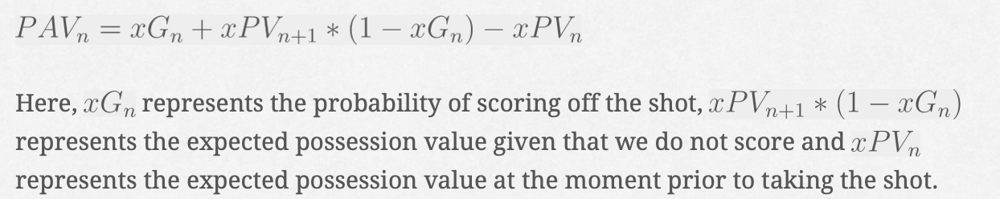 $PAV_n = xG_n + xPV_{n+1} * (1 - xG_n) - xPV_n$
Here, $xG_n$ represents the probability of scoring off the shot, $xPV_{n+1} * (1 - xG_n)$
represents the expected possession value given that we do not score and $xPV_n$
represents the expected possession value at the moment prior to taking the shot.